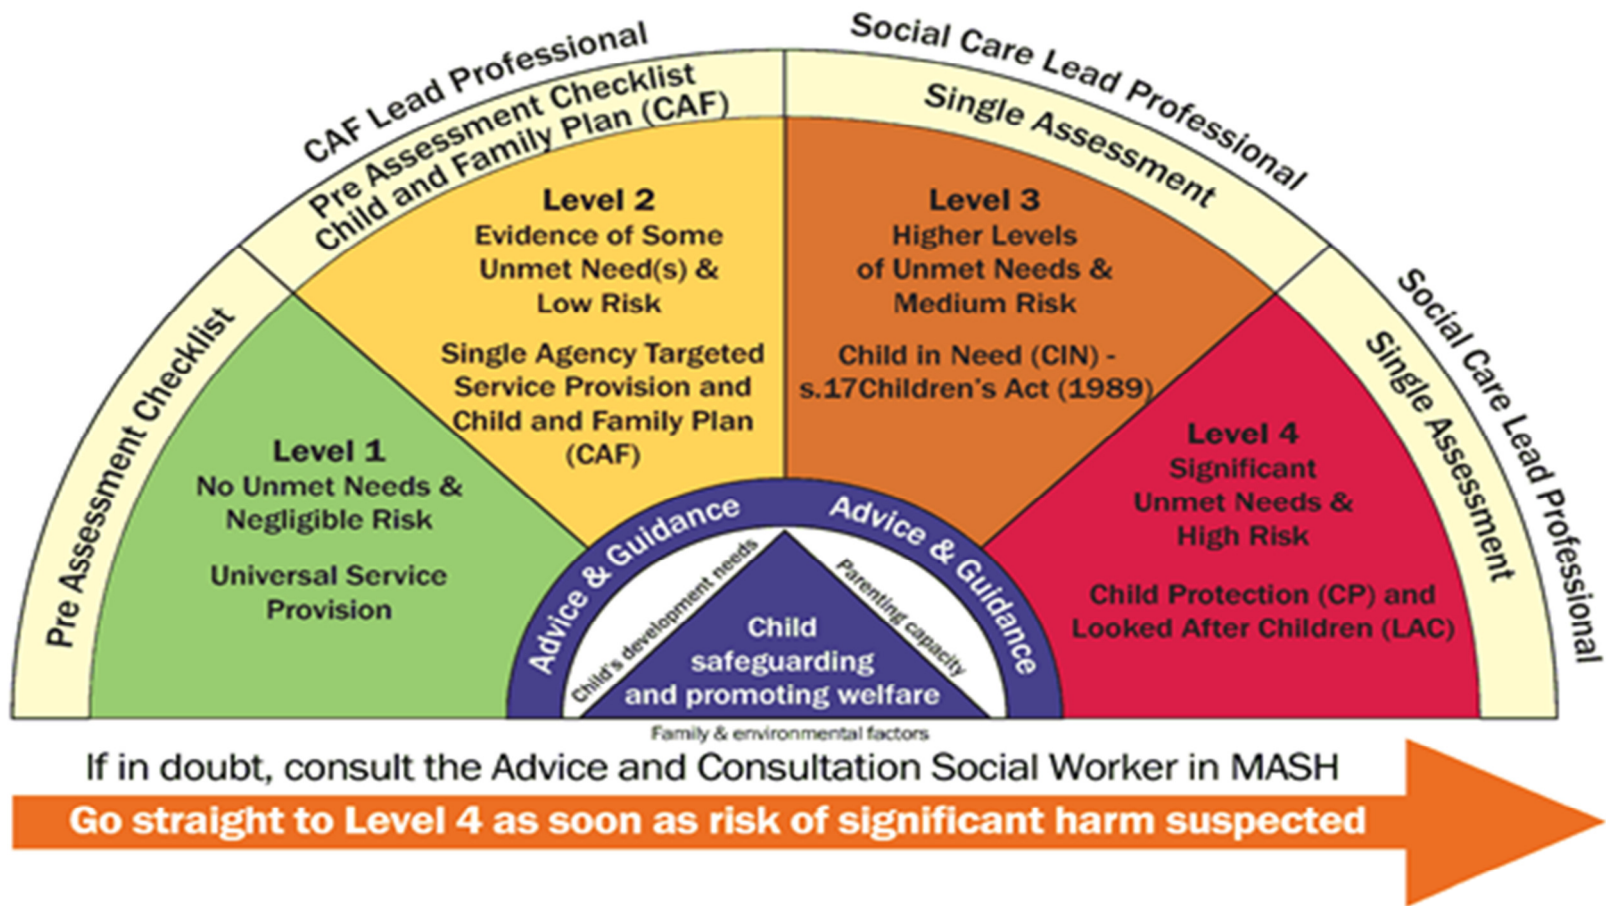 CAF Lead Professional
Pre Assessment Checklist
Child and Family Plan (CAF)
Social Care Lead Professional
Single Assessment
Pre Assessment Checklist
Level 1
No Unmet Needs &
Negligible Risk
Universal Service
Provision
Level 2
Evidence of Some
Unmet Need(s) &
Low Risk
Single Agency Targeted
Service Provision and
Child and Family Plan
(CAF)
Level 3
Higher Levels
of Unmet Needs &
Medium Risk
Child in Need (CIN) -
s.17Children's Act (1989)
Social Care Lead Professional
Single Assessment
Level 4
Significant
Unmet Needs &
High Risk
Child Protection (CP) and
Looked After Children (LAC)
Advice & Guidance
Advice & Guidance
Child's development needs
Parenting capacity
Child
safeguarding
and promoting welfare
Family & environmental factors
If in doubt, consult the Advice and Consultation Social Worker in MASH
Go straight to Level 4 as soon as risk of significant harm suspected